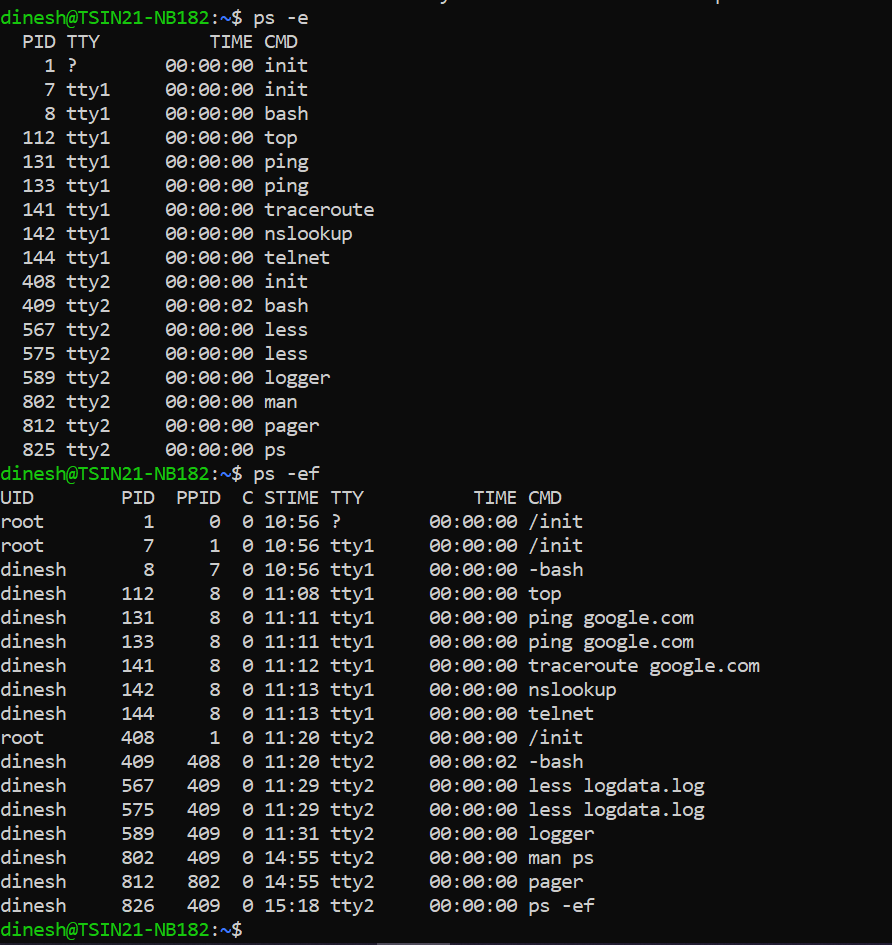 dinesh@TSIN21-NB182:~$ ps -e
  PID TTY          TIME CMD
    1 ?        00:00:00 init
    7 tty1     00:00:00 init
    8 tty1     00:00:00 bash
  112 tty1     00:00:00 top
  131 tty1     00:00:00 ping
  133 tty1     00:00:00 ping
  141 tty1     00:00:00 traceroute
  142 tty1     00:00:00 nslookup
  144 tty1     00:00:00 telnet
  408 tty2     00:00:00 init
  409 tty2     00:00:02 bash
  567 tty2     00:00:00 less
  575 tty2     00:00:00 less
  589 tty2     00:00:00 logger
  802 tty2     00:00:00 man
  812 tty2     00:00:00 pager
  825 tty2     00:00:00 ps
dinesh@TSIN21-NB182:~$ ps -ef
UID        PID  PPID  C STIME TTY          TIME CMD
root         1     0  0 10:56 ?        00:00:00 /init
root         7     1  0 10:56 tty1     00:00:00 /init
dinesh       8     7  0 10:56 tty1     00:00:00 -bash
dinesh     112     8  0 11:08 tty1     00:00:00 top
dinesh     131     8  0 11:11 tty1     00:00:00 ping google.com
dinesh     133     8  0 11:11 tty1     00:00:00 ping google.com
dinesh     141     8  0 11:12 tty1     00:00:00 traceroute google.com
dinesh     142     8  0 11:13 tty1     00:00:00 nslookup
dinesh     144     8  0 11:13 tty1     00:00:00 telnet
root       408     1  0 11:20 tty2     00:00:00 /init
dinesh     409   408  0 11:20 tty2     00:00:02 -bash
dinesh     567   409  0 11:29 tty2     00:00:00 less logdata.log
dinesh     575   409  0 11:29 tty2     00:00:00 less logdata.log
dinesh     589   409  0 11:31 tty2     00:00:00 logger
dinesh     802   409  0 14:55 tty2     00:00:00 man ps
dinesh     812   802  0 14:55 tty2     00:00:00 pager
dinesh     826   409  0 15:18 tty2     00:00:00 ps -ef
dinesh@TSIN21-NB182:~$